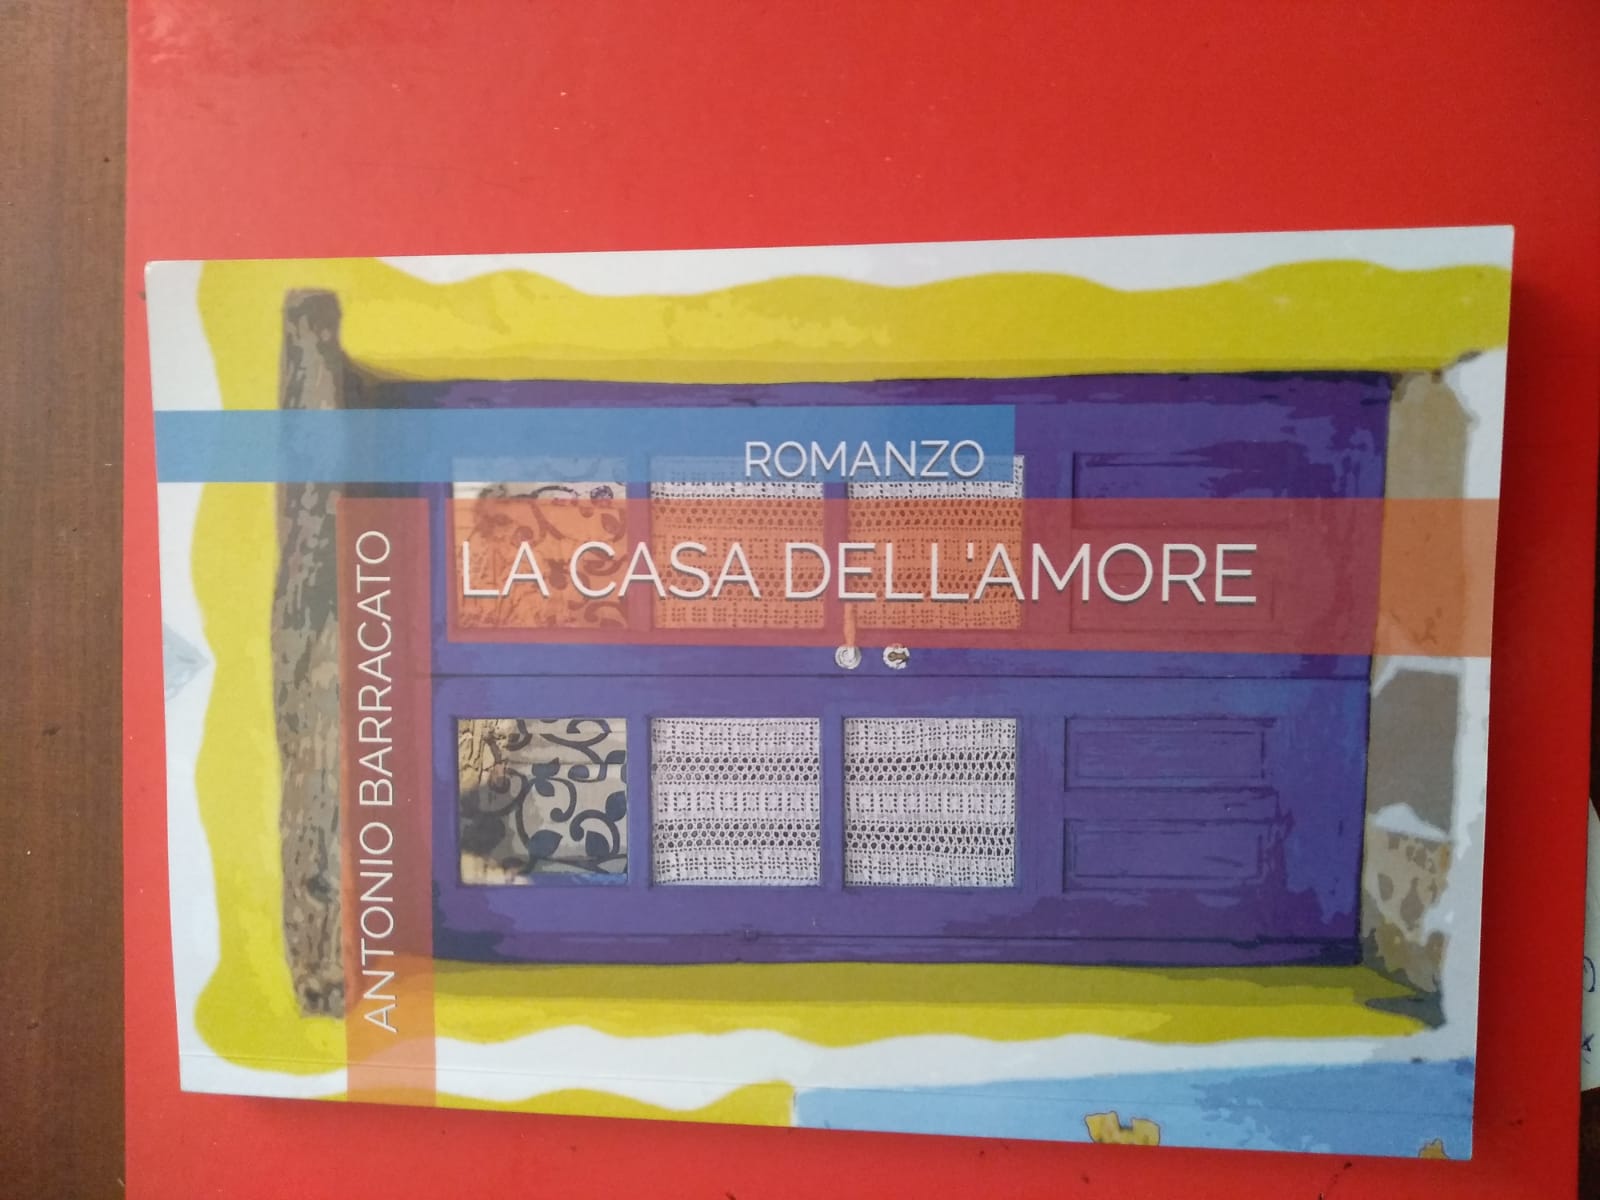 ROMANZO
LA CASA DELL'AMORE
ANTONIO BARRACATO